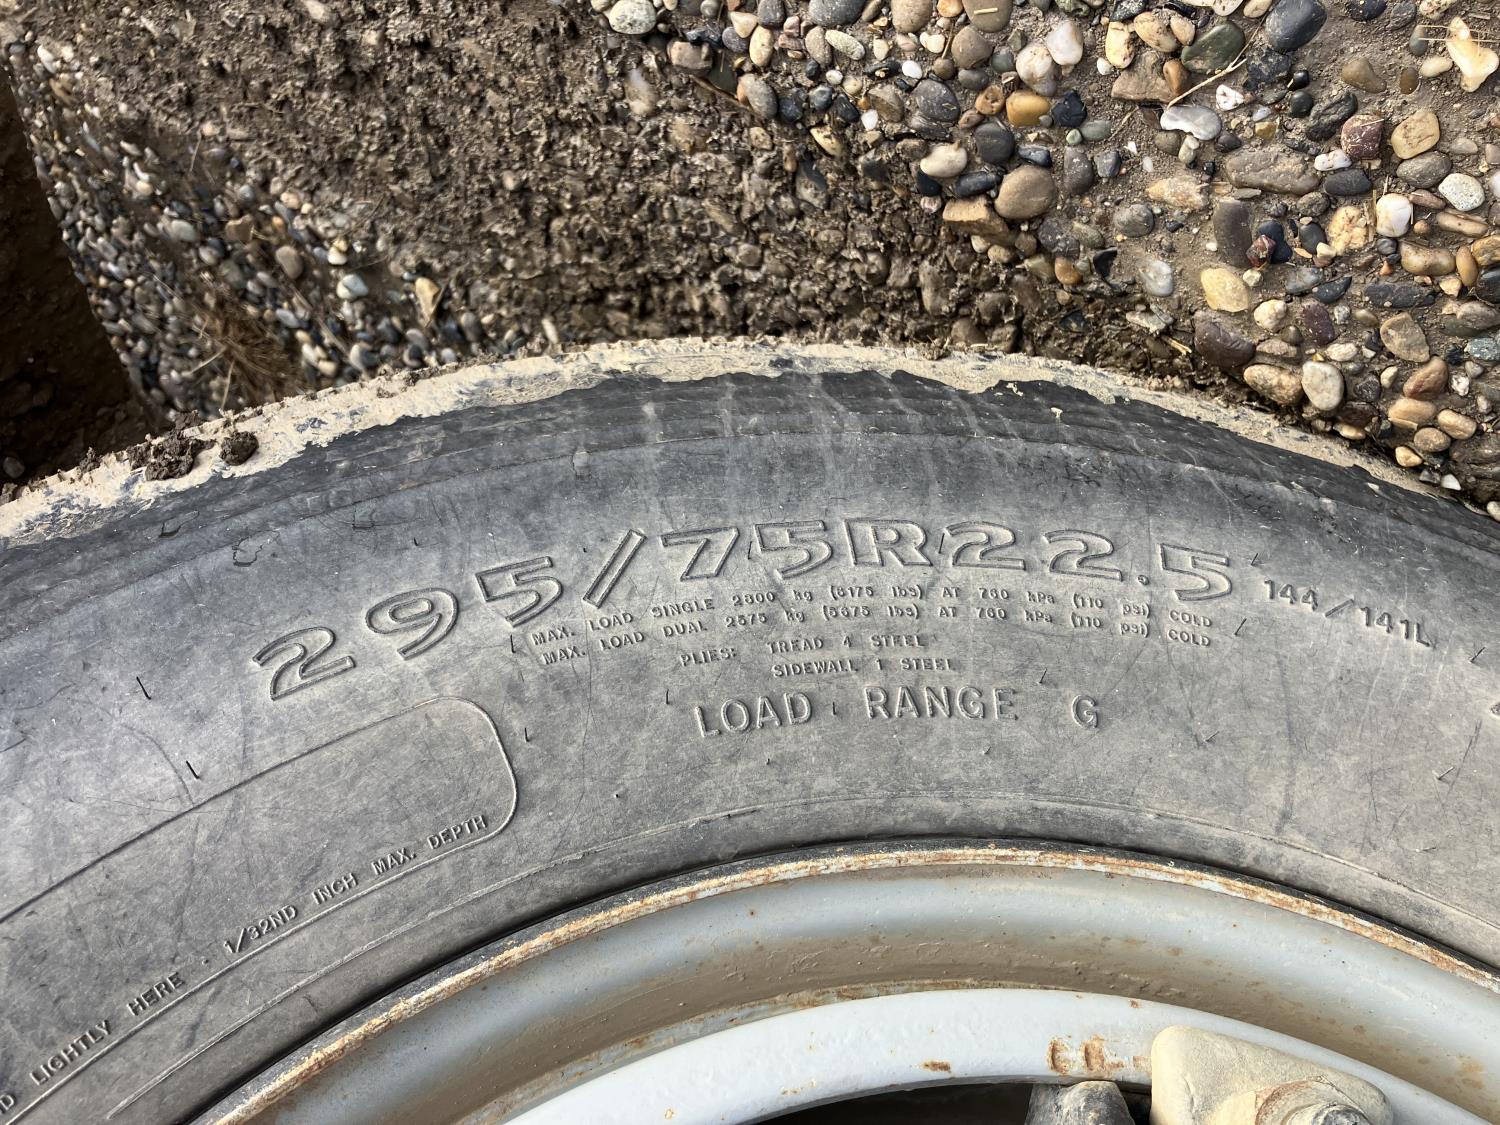 295/75R22.5 144/141L
MAX. LOAD SINGLE 2800 kg (6175 lbs) AT 760 kPa (110 psi) COLD
MAX. LOAD DUAL 2575 kg (5675 lbs) AT 760 kPa (110 psi) COLD
PLIES: TREAD 4 STEEL
SIDEWALL 1 STEEL
LOAD RANGE G
LIGHTLY HERE . 1/32ND INCH MAX. DEPTH